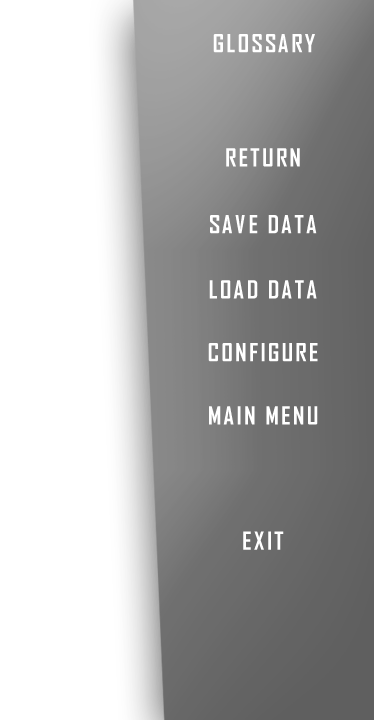 GLOSSARY
RETURN
SAVE DATA
LOAD DATA
CONFIGURE
MAIN MENU
EXIT